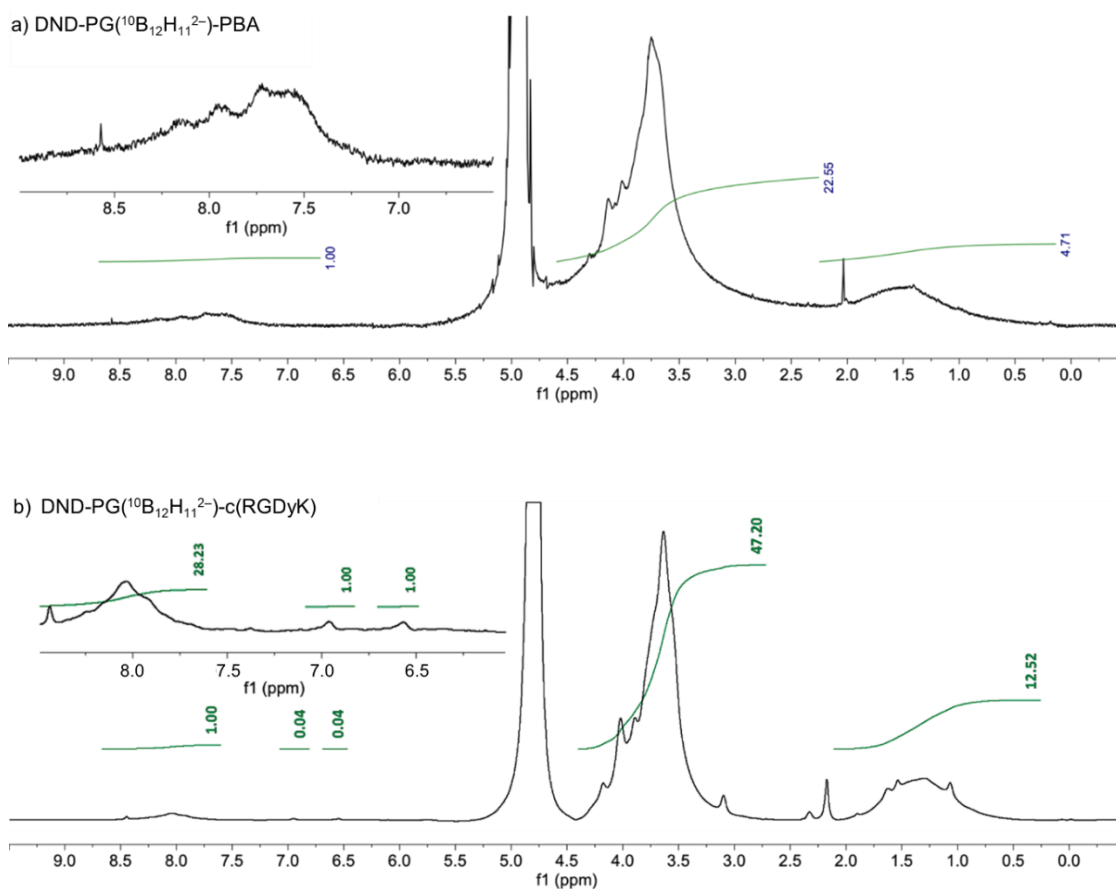 a) DND-PG(¹⁰B₁₂H₁₁²⁻)-PBA
8.5 8.0 7.5 7.0
f1 (ppm)
1.00
22.55
4.71
9.0 8.5 8.0 7.5 7.0 6.5 6.0 5.5 5.0 4.5 4.0 3.5 3.0 2.5 2.0 1.5 1.0 0.5 0.0
f1 (ppm)
b) DND-PG(¹⁰B₁₂H₁₁²⁻)-c(RGDyK)
28.23
1.00
1.00
8.0 7.5 7.0 6.5
f1 (ppm)
1.00
0.04
0.04
47.20
12.52
9.0 8.5 8.0 7.5 7.0 6.5 6.0 5.5 5.0 4.5 4.0 3.5 3.0 2.5 2.0 1.5 1.0 0.5 0.0
f1 (ppm)